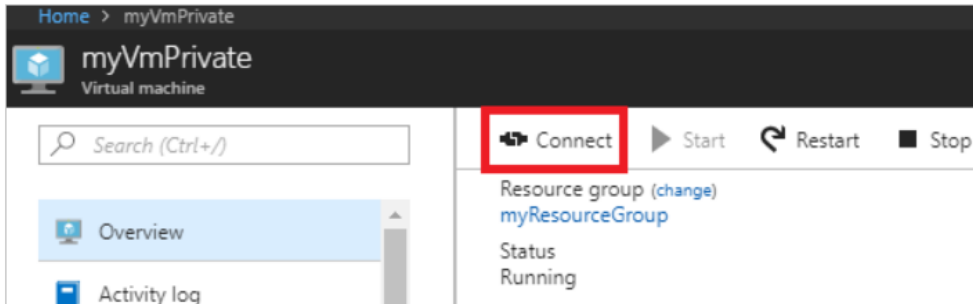 Home > myVmPrivate
myVmPrivate
Virtual machine
Search (Ctrl+/)
Overview
Activity log
Connect Start Restart Stop
Resource group (change)
myResourceGroup
Status
Running